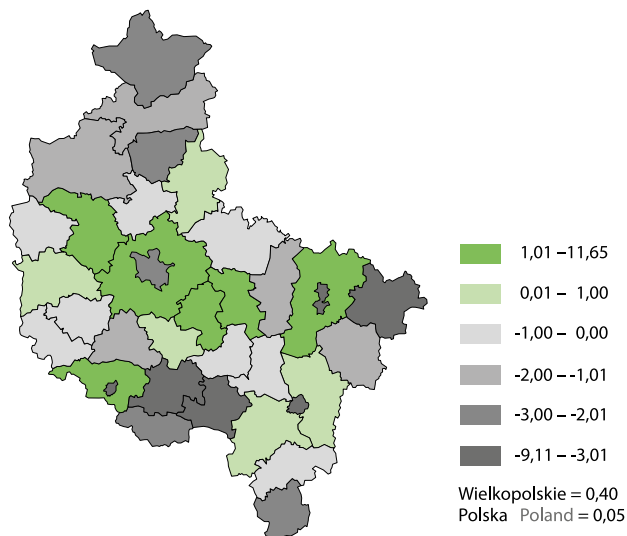 1,01 – 11,65
0,01 – 1,00
-1,00 – 0,00
-2,00 – -1,01
-3,00 – -2,01
-9,11 – -3,01
Wielkopolskie = 0,40
Polska Poland = 0,05